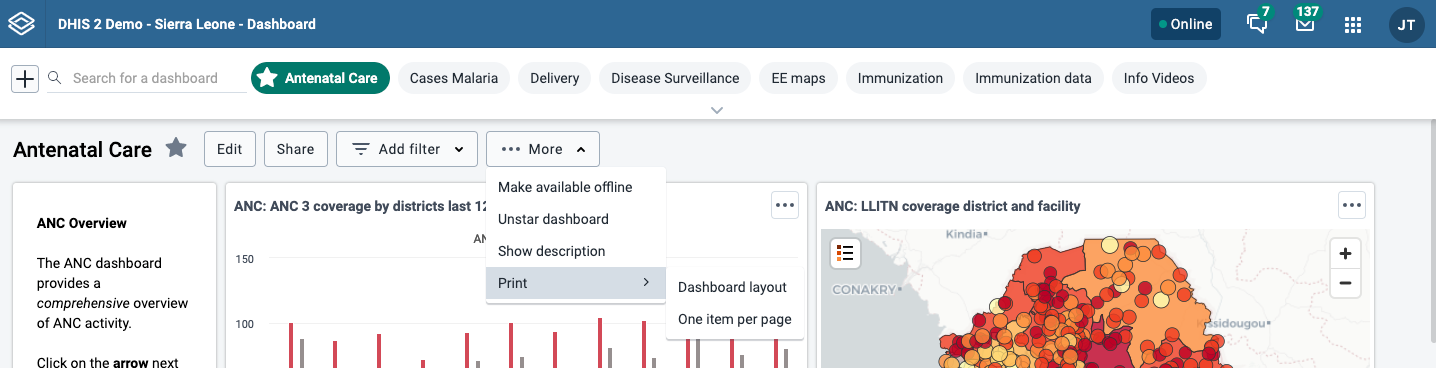 DHIS 2 Demo - Sierra Leone - Dashboard
Online
7
137
JT
Search for a dashboard
Antenatal Care
Cases Malaria
Delivery
Disease Surveillance
EE maps
Immunization
Immunization data
Info Videos
Antenatal Care
Edit
Share
Add filter
More
Make available offline
Unstar dashboard
Show description
Print
Dashboard layout
One item per page
ANC Overview
The ANC dashboard
provides a
comprehensive overview
of ANC activity.
Click on the arrow next
ANC: ANC 3 coverage by districts last 12
AN
150
100
ANC: LLITN coverage district and facility
Kindia
CONAKRY
Kissidougou